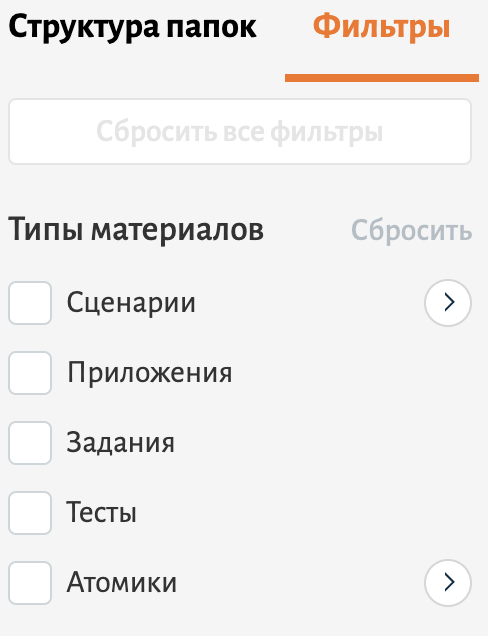 Структура папок Фильтры
Сбросить все фильтры
Типы материалов Сбросить
Сценарии
Приложения
Задания
Тесты
Атомики